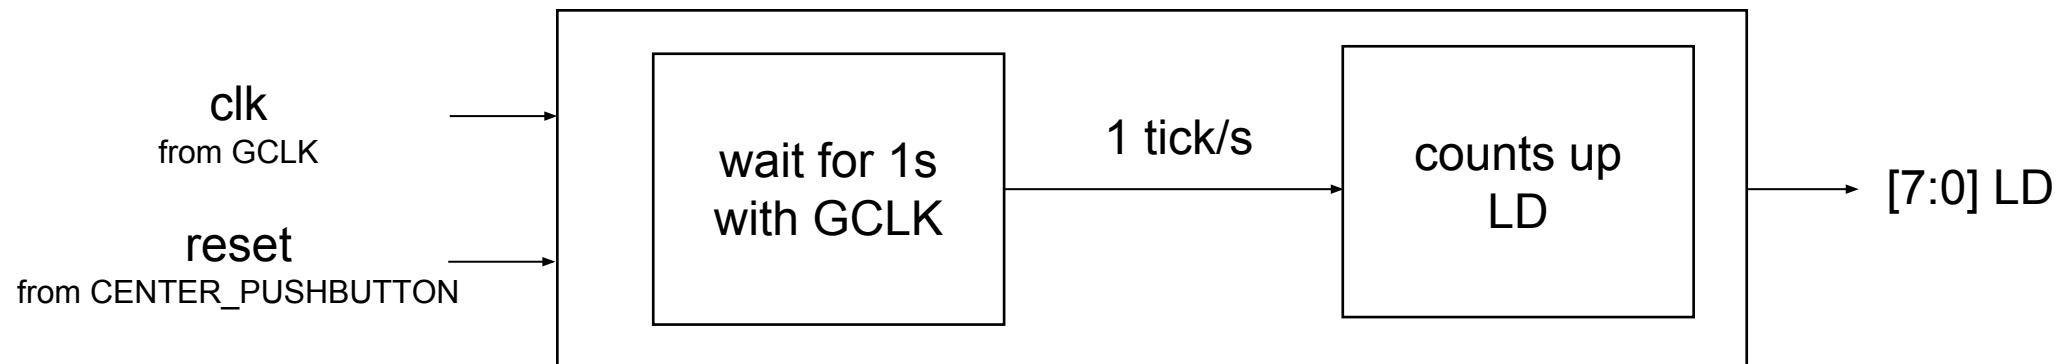 clk
from GCLK
reset
from CENTER_PUSHBUTTON
wait for 1s
with GCLK
1 tick/s
counts up
LD
[7:0] LD